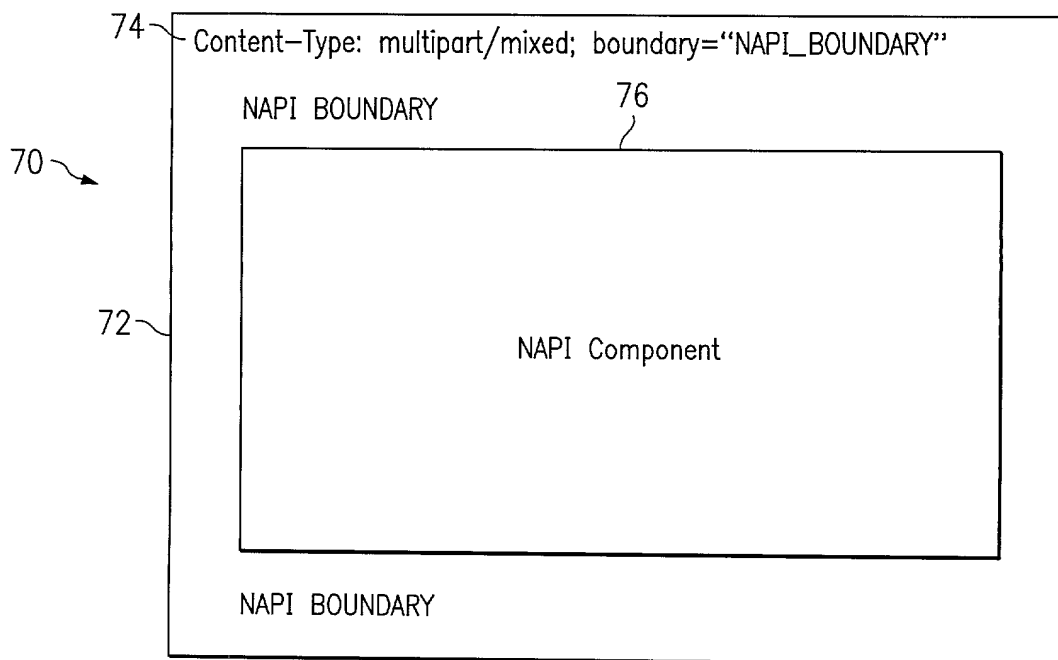 74 Content-Type: multipart/mixed; boundary="NAPI_BOUNDARY"
NAPI BOUNDARY
76
70
72
NAPI Component
NAPI BOUNDARY